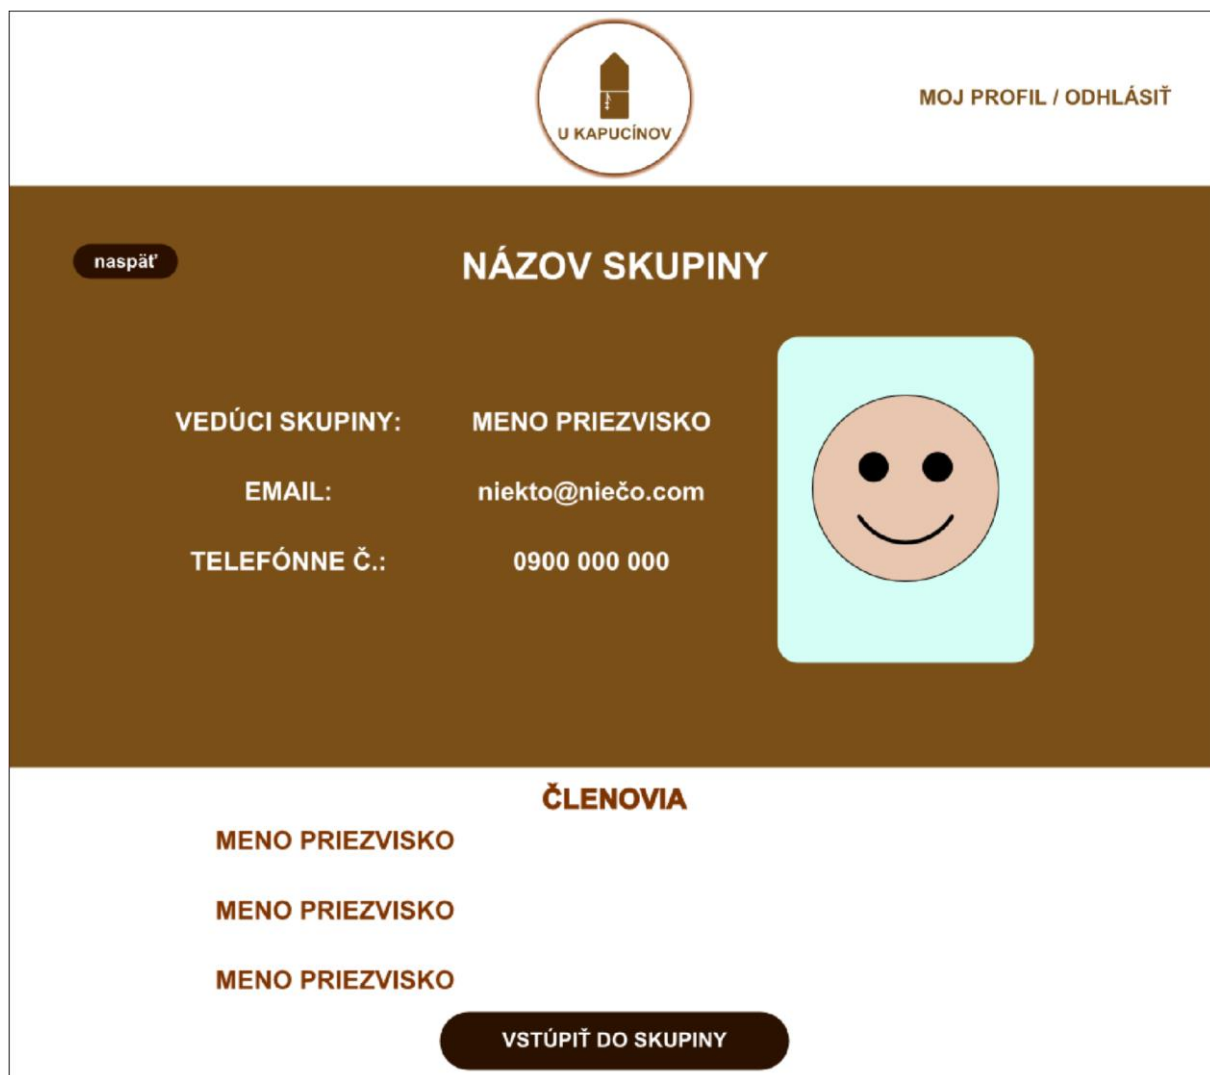 U KAPUCÍNOV
MOJ PROFIL / ODHLÁSIŤ
naspäť
NÁZOV SKUPINY
VEDÚCI SKUPINY: MENO PRIEZVISKO
EMAIL: niekto@niečo.com
TELEFÓNNE Č.: 0900 000 000
ČLENOVIA
MENO PRIEZVISKO
MENO PRIEZVISKO
MENO PRIEZVISKO
VSTÚPIŤ DO SKUPINY